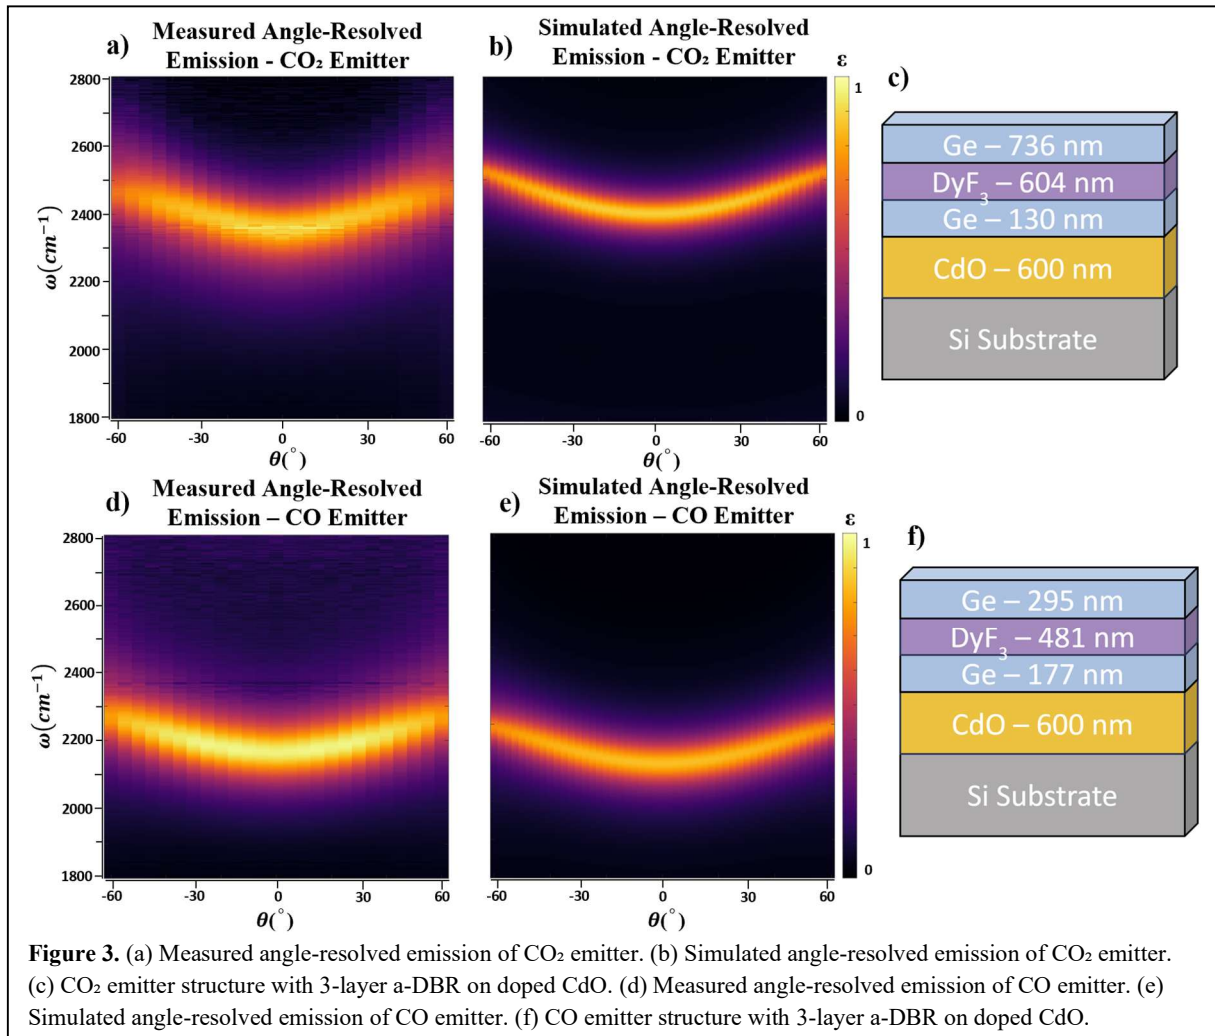 a)
Measured Angle-Resolved
Emission - CO₂ Emitter
2800
2600
2400
2200
2000
1800
ω(cm⁻¹)
-60 -30 0 30 60
θ(°)
b)
Simulated Angle-Resolved
Emission - CO₂ Emitter
ε
1
0
-60 -30 0 30 60
θ(°)
c)
Ge – 736 nm
DyF₃ – 604 nm
Ge – 130 nm
CdO – 600 nm
Si Substrate
d)
Measured Angle-Resolved
Emission – CO Emitter
2800
2600
2400
2200
2000
1800
ω(cm⁻¹)
-60 -30 0 30 60
θ(°)
e)
Simulated Angle-Resolved
Emission – CO Emitter
ε
1
0
-60 -30 0 30 60
θ(°)
f)
Ge – 295 nm
DyF₃ – 481 nm
Ge – 177 nm
CdO – 600 nm
Si Substrate
Figure 3. (a) Measured angle-resolved emission of CO₂ emitter. (b) Simulated angle-resolved emission of CO₂ emitter.
(c) CO₂ emitter structure with 3-layer a-DBR on doped CdO. (d) Measured angle-resolved emission of CO emitter. (e)
Simulated angle-resolved emission of CO emitter. (f) CO emitter structure with 3-layer a-DBR on doped CdO.